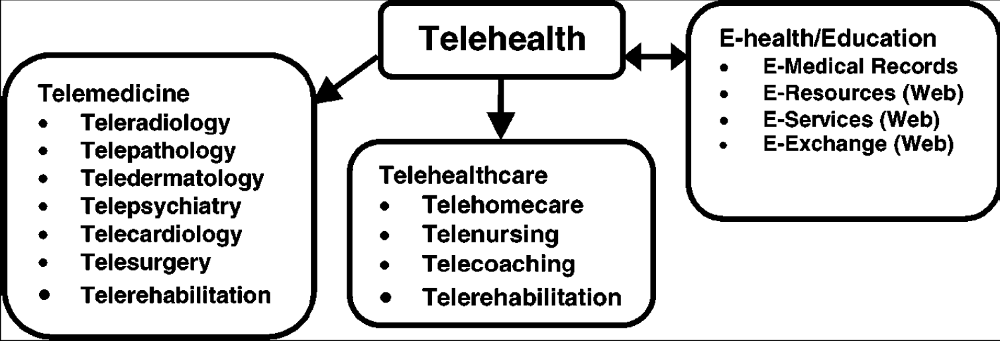 Telehealth
Telemedicine
• Teleradiology
• Telepathology
• Teledermatology
• Telepsychiatry
• Telecardiology
• Telesurgery
• Telerehabilitation
Telehealthcare
• Telehomecare
• Telenursing
• Telecoaching
• Telerehabilitation
E-health/Education
• E-Medical Records
• E-Resources (Web)
• E-Services (Web)
• E-Exchange (Web)